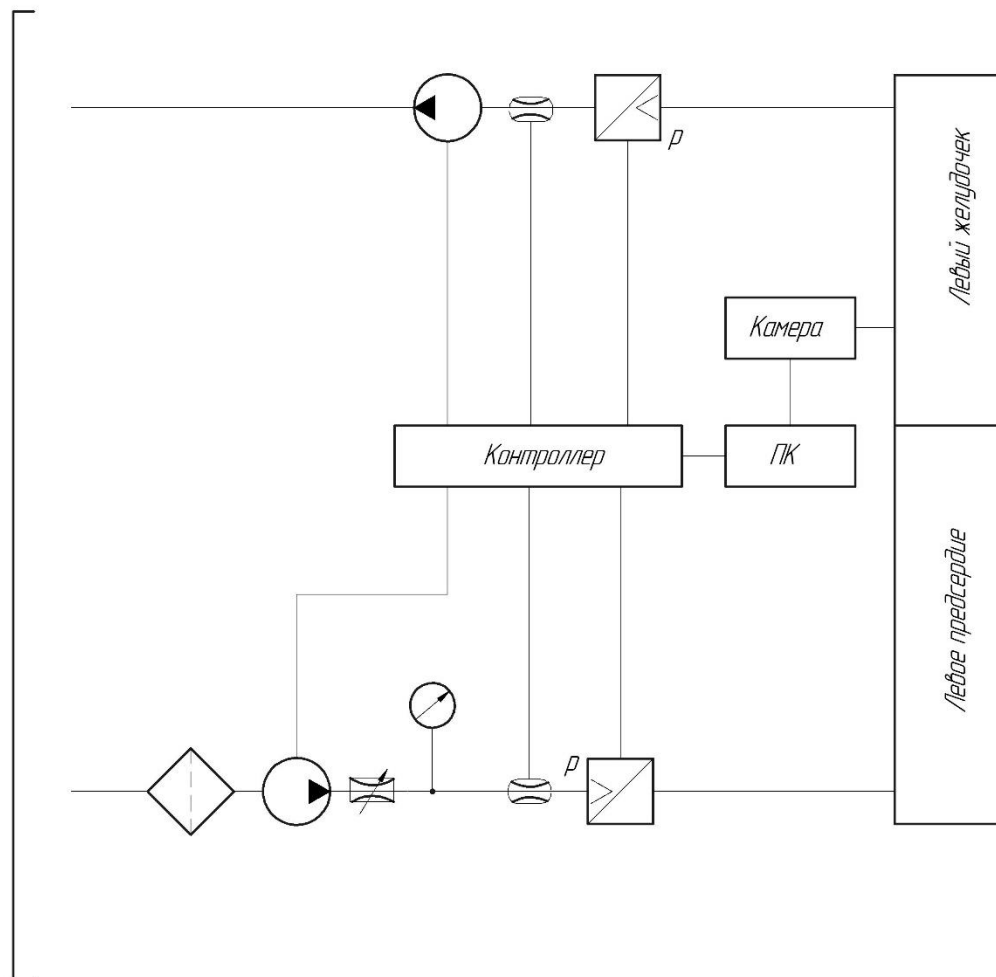 p
Левый желудочек
Камера
Контроллер
ПК
Левое предсердие
p